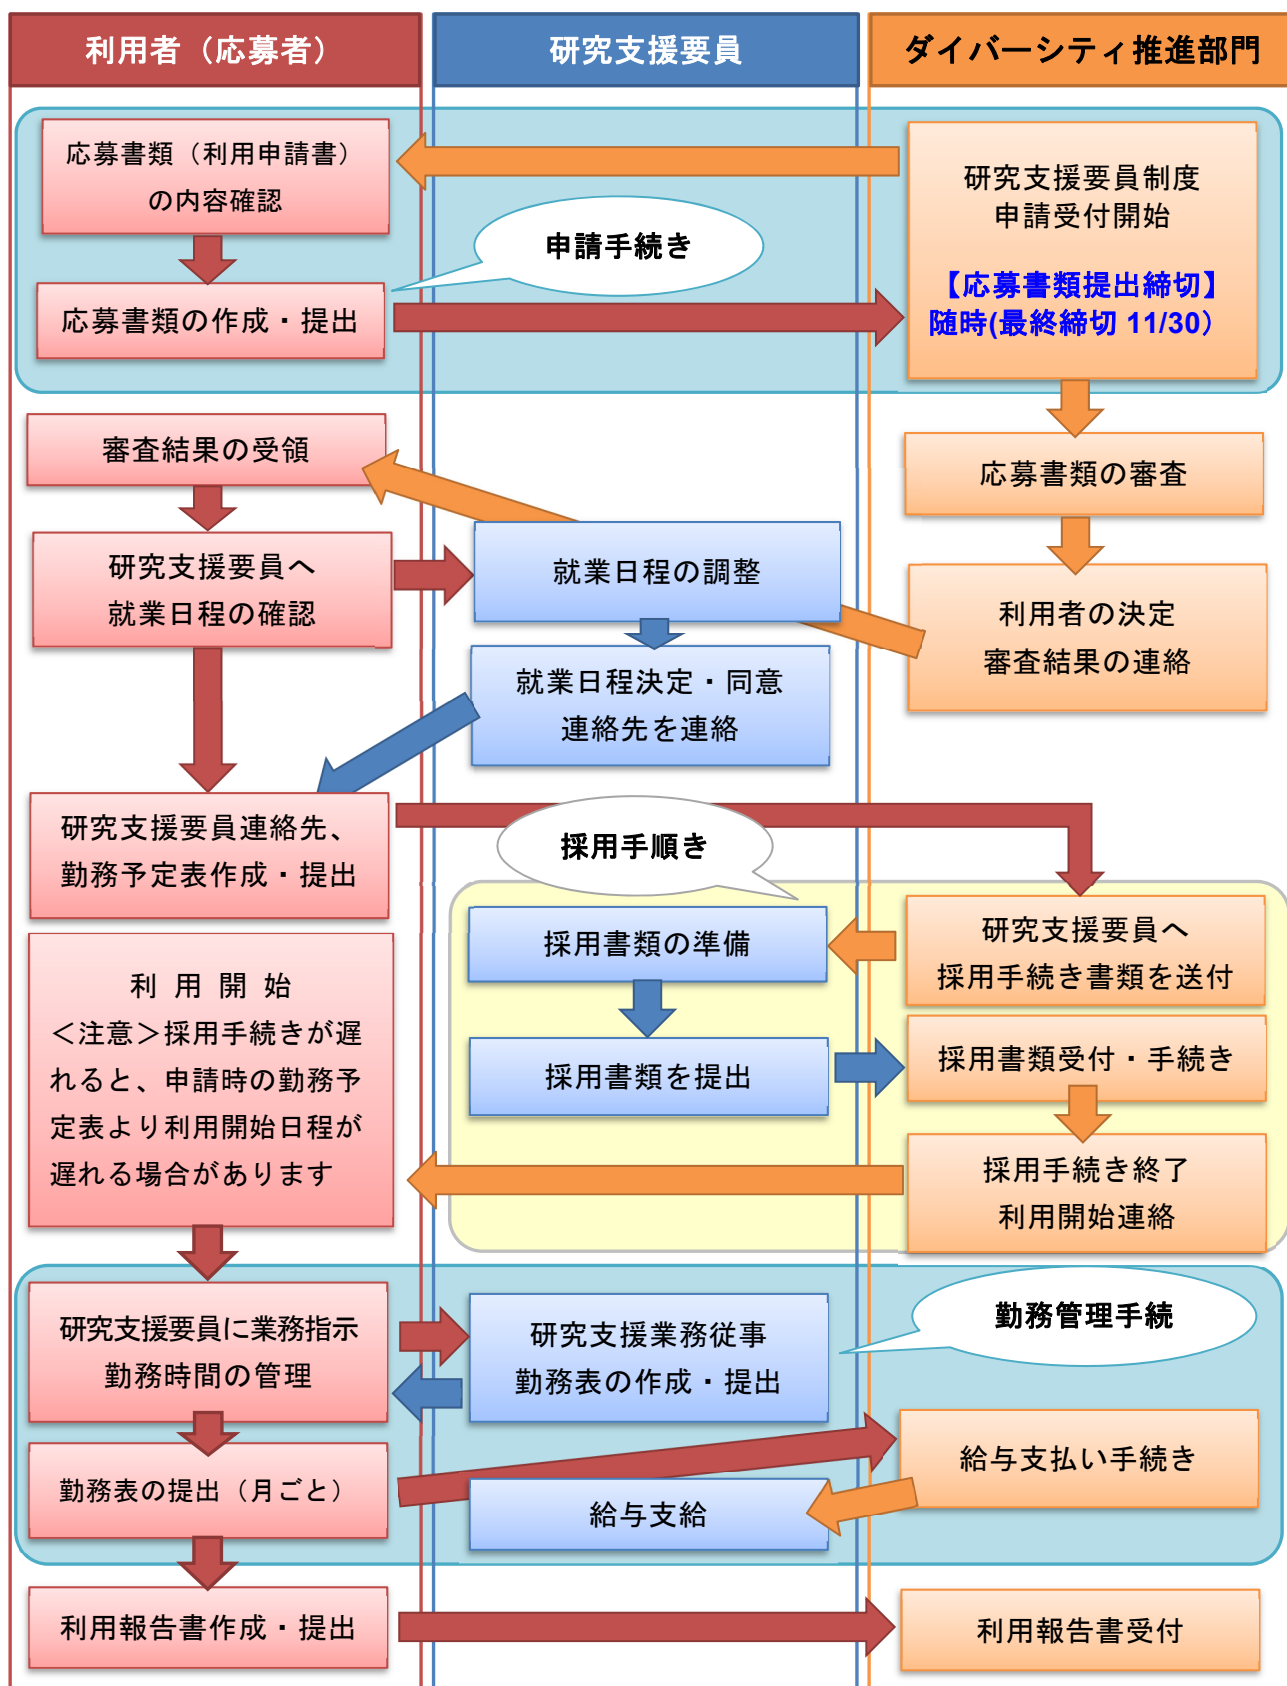 利用者（応募者）
研究支援要員
ダイバーシティ推進部門
応募書類（利用申請書）
の内容確認
研究支援要員制度
申請受付開始
【応募書類提出締切】
随時(最終締切 11/30）
申請手続き
応募書類の作成・提出
審査結果の受領
応募書類の審査
研究支援要員へ
就業日程の確認
就業日程の調整
利用者の決定
審査結果の連絡
就業日程決定・同意
連絡先を連絡
研究支援要員連絡先、
勤務予定表作成・提出
採用手順き
採用書類の準備
研究支援要員へ
採用手続き書類を送付
利 用 開 始
＜注意＞採用手続きが遅
れると、申請時の勤務予
定表より利用開始日程が
遅れる場合があります
採用書類を提出
採用書類受付・手続き
採用手続き終了
利用開始連絡
研究支援要員に業務指示
勤務時間の管理
研究支援業務従事
勤務表の作成・提出
勤務管理手続
勤務表の提出（月ごと）
給与支払い手続き
給与支給
利用報告書作成・提出
利用報告書受付